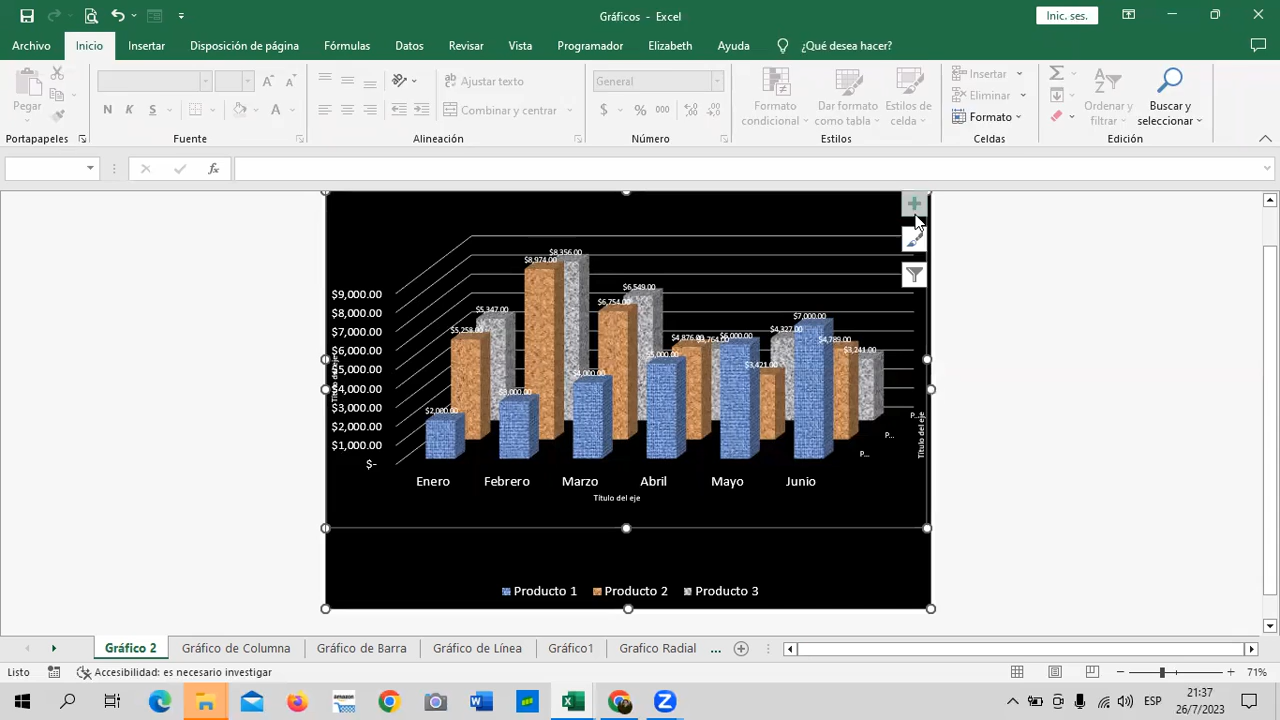 Gráficos - Excel
Inic. ses.
Archivo Inicio Insertar Disposición de página Fórmulas Datos Revisar Vista Programador Elizabeth Ayuda ¿Qué desea hacer?
Pegar
N K S
A
Ajustar texto
Combinar y centrar
General
$ % 000
Formato condicional
Dar formato como tabla
Estilos de celda
Insertar
Eliminar
Formato
Ordenar y filtrar
Buscar y seleccionar
Portapapeles Fuente Alineación Número Estilos Celdas Edición
fx
$9,000.00
$8,000.00
$7,000.00
$6,000.00
$5,000.00
$4,000.00
$3,000.00
$2,000.00
$1,000.00
$-
$8,356.00
$8,974.00
$6,549.00
$6,754.00
$5,347.00
$5,258.00
$7,000.00
$6,000.00
$4,327.00
$4,876.00
$3,764.00
$4,789.00
$3,241.00
$5,000.00
$3,421.00
$4,000.00
$3,000.00
$2,000.00
P...
P...
P...
Título del eje
Enero Febrero Marzo Abril Mayo Junio
Título del eje
Producto 1 Producto 2 Producto 3
Gráfico 2 Gráfico de Columna Gráfico de Barra Gráfico de Línea Gráfico1 Grafico Radial ...
Listo Accesibilidad: es necesario investigar 71%
ESP
21:37
26/7/2023